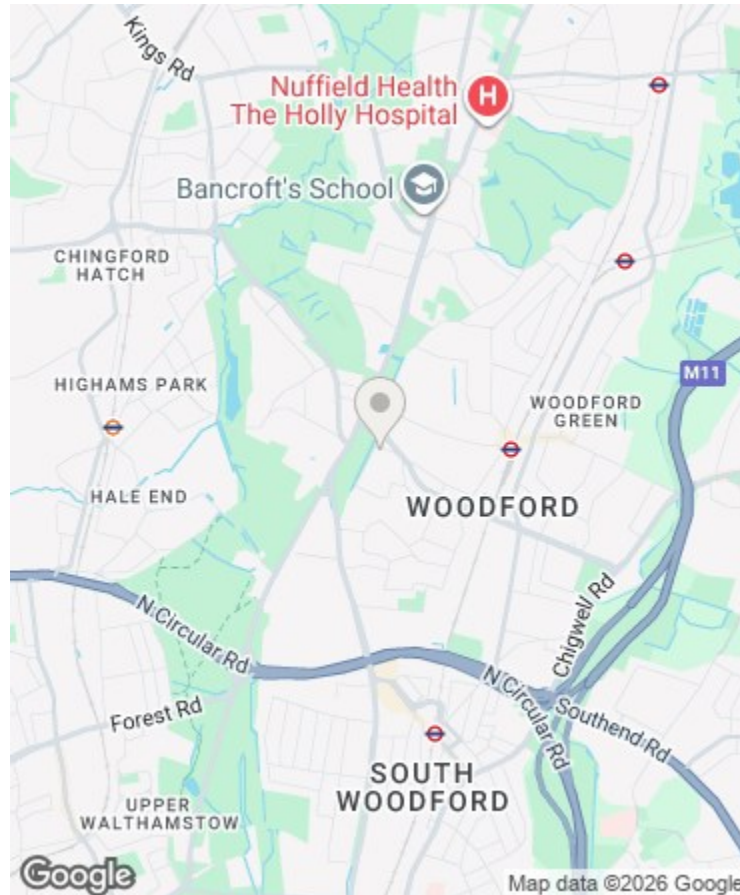 Kings Rd
Nuffield Health
The Holly Hospital
H
Bancroft's School
CHINGFORD
HATCH
M11
HIGHAMS PARK
WOODFORD
GREEN
HALE END
WOODFORD
N Circular Rd
Chigwell Rd
N Circular Rd
Southend Rd
Forest Rd
SOUTH
WOODFORD
UPPER
WALTHAMSTOW
Google
Map data ©2026 Google